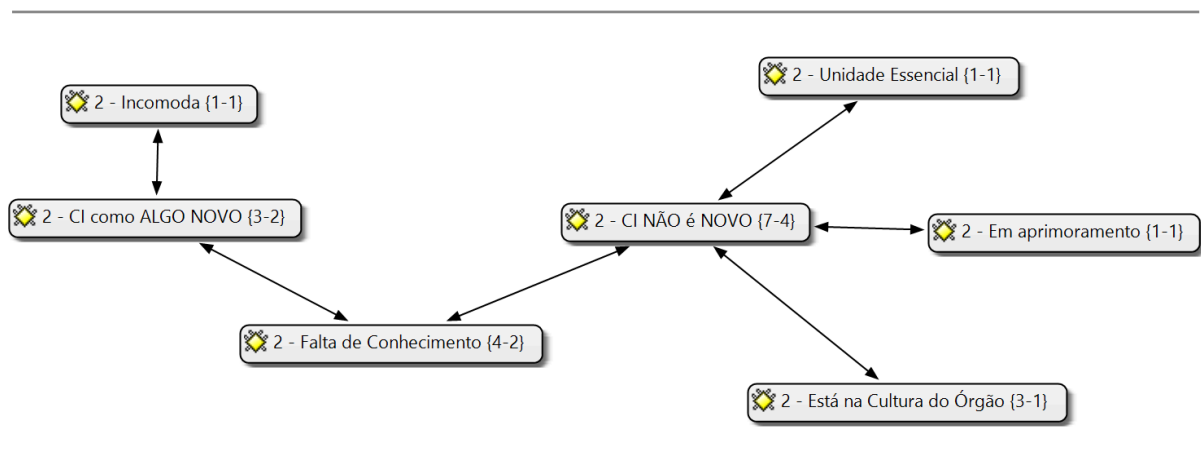 2 - Unidade Essencial {1-1}
2 - Incomoda {1-1}
2 - CI como ALGO NOVO {3-2}
2 - CI NÃO é NOVO {7-4}
2 - Em aprimoramento {1-1}
2 - Falta de Conhecimento {4-2}
2 - Está na Cultura do Órgão {3-1}